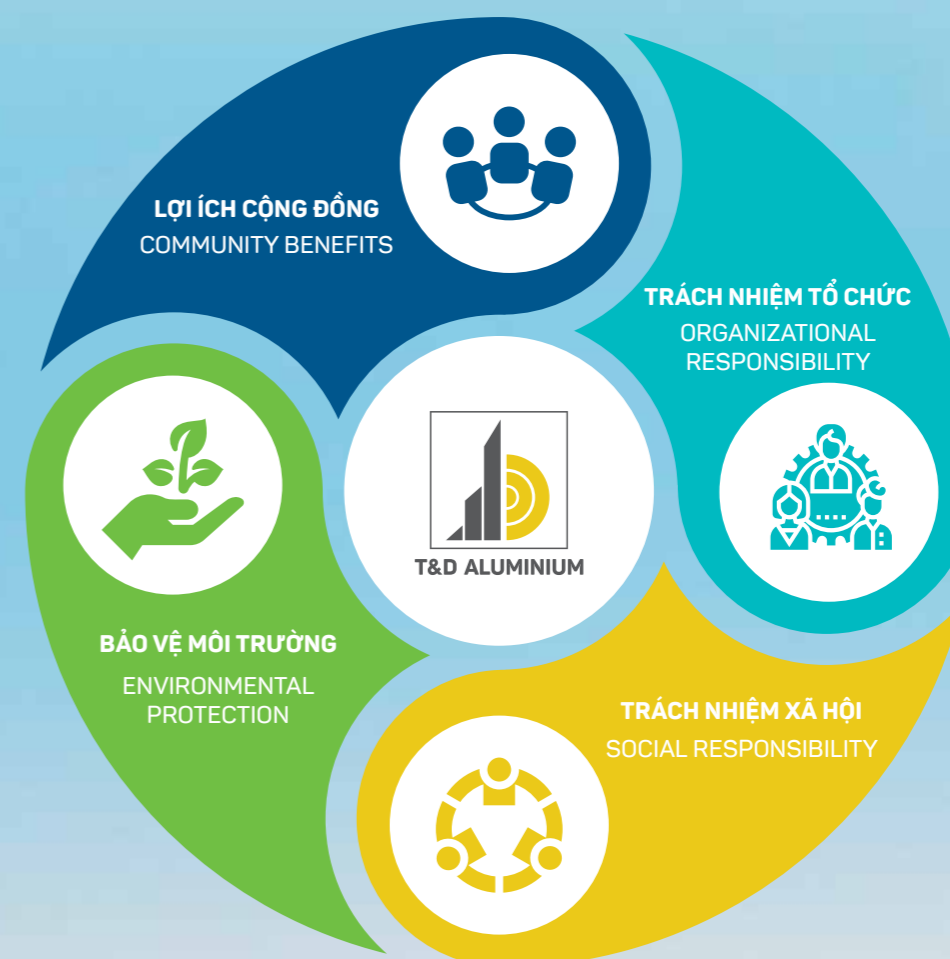 LỢI ÍCH CỘNG ĐỒNG
COMMUNITY BENEFITS
TRÁCH NHIỆM TỔ CHỨC
ORGANIZATIONAL
RESPONSIBILITY
T&D ALUMINIUM
BẢO VỆ MÔI TRƯỜNG
ENVIRONMENTAL
PROTECTION
TRÁCH NHIỆM XÃ HỘI
SOCIAL RESPONSIBILITY